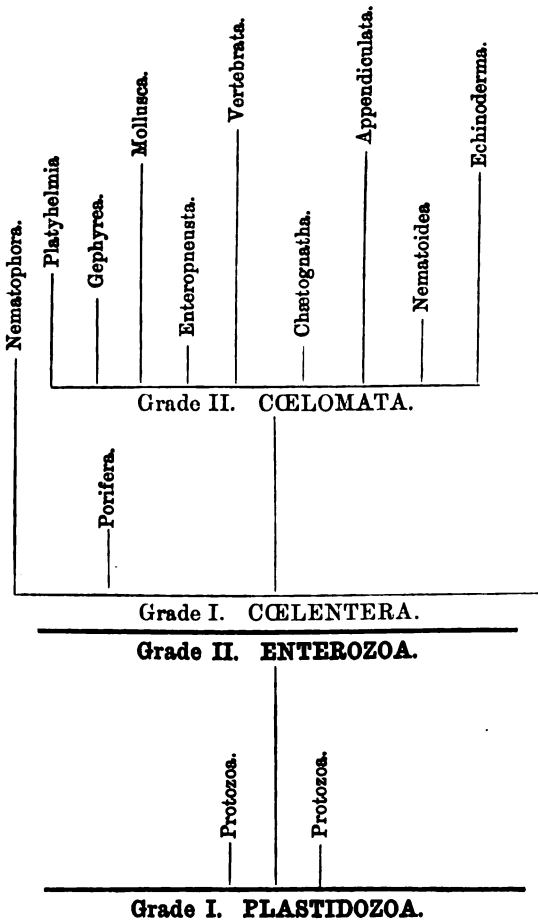 Nematophora.
Platyhelmia
Gephyrea.
Mollusca.
Enteropneusta.
Vertebrata.
Chætognatha.
Appendiculata.
Nematoidea
Echinoderma.
Grade II. CŒLOMATA.
Porifera.
Grade I. CŒLENTERA.
Grade II. ENTEROZOA.
Protozoa.
Protozoa.
Grade I. PLASTIDOZOA.